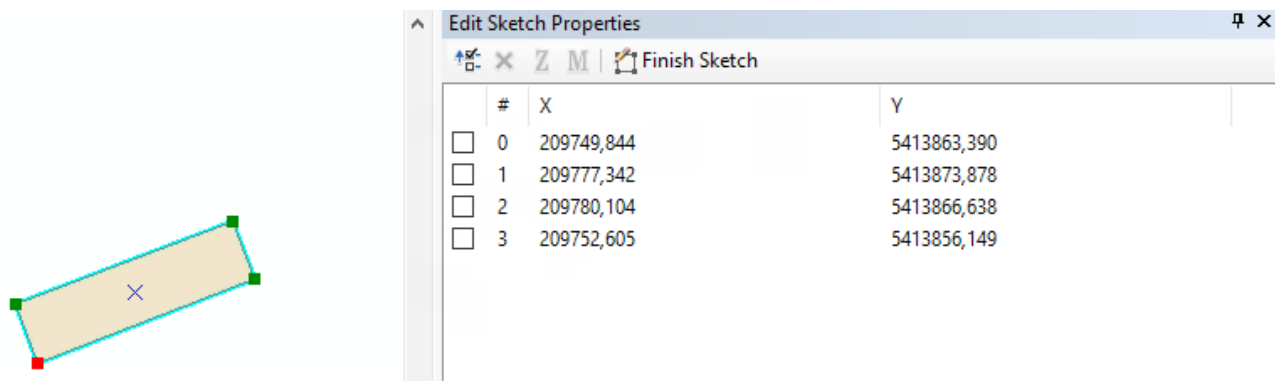 Edit Sketch Properties
Z M Finish Sketch
# X Y
0 209749,844 5413863,390
1 209777,342 5413873,878
2 209780,104 5413866,638
3 209752,605 5413856,149